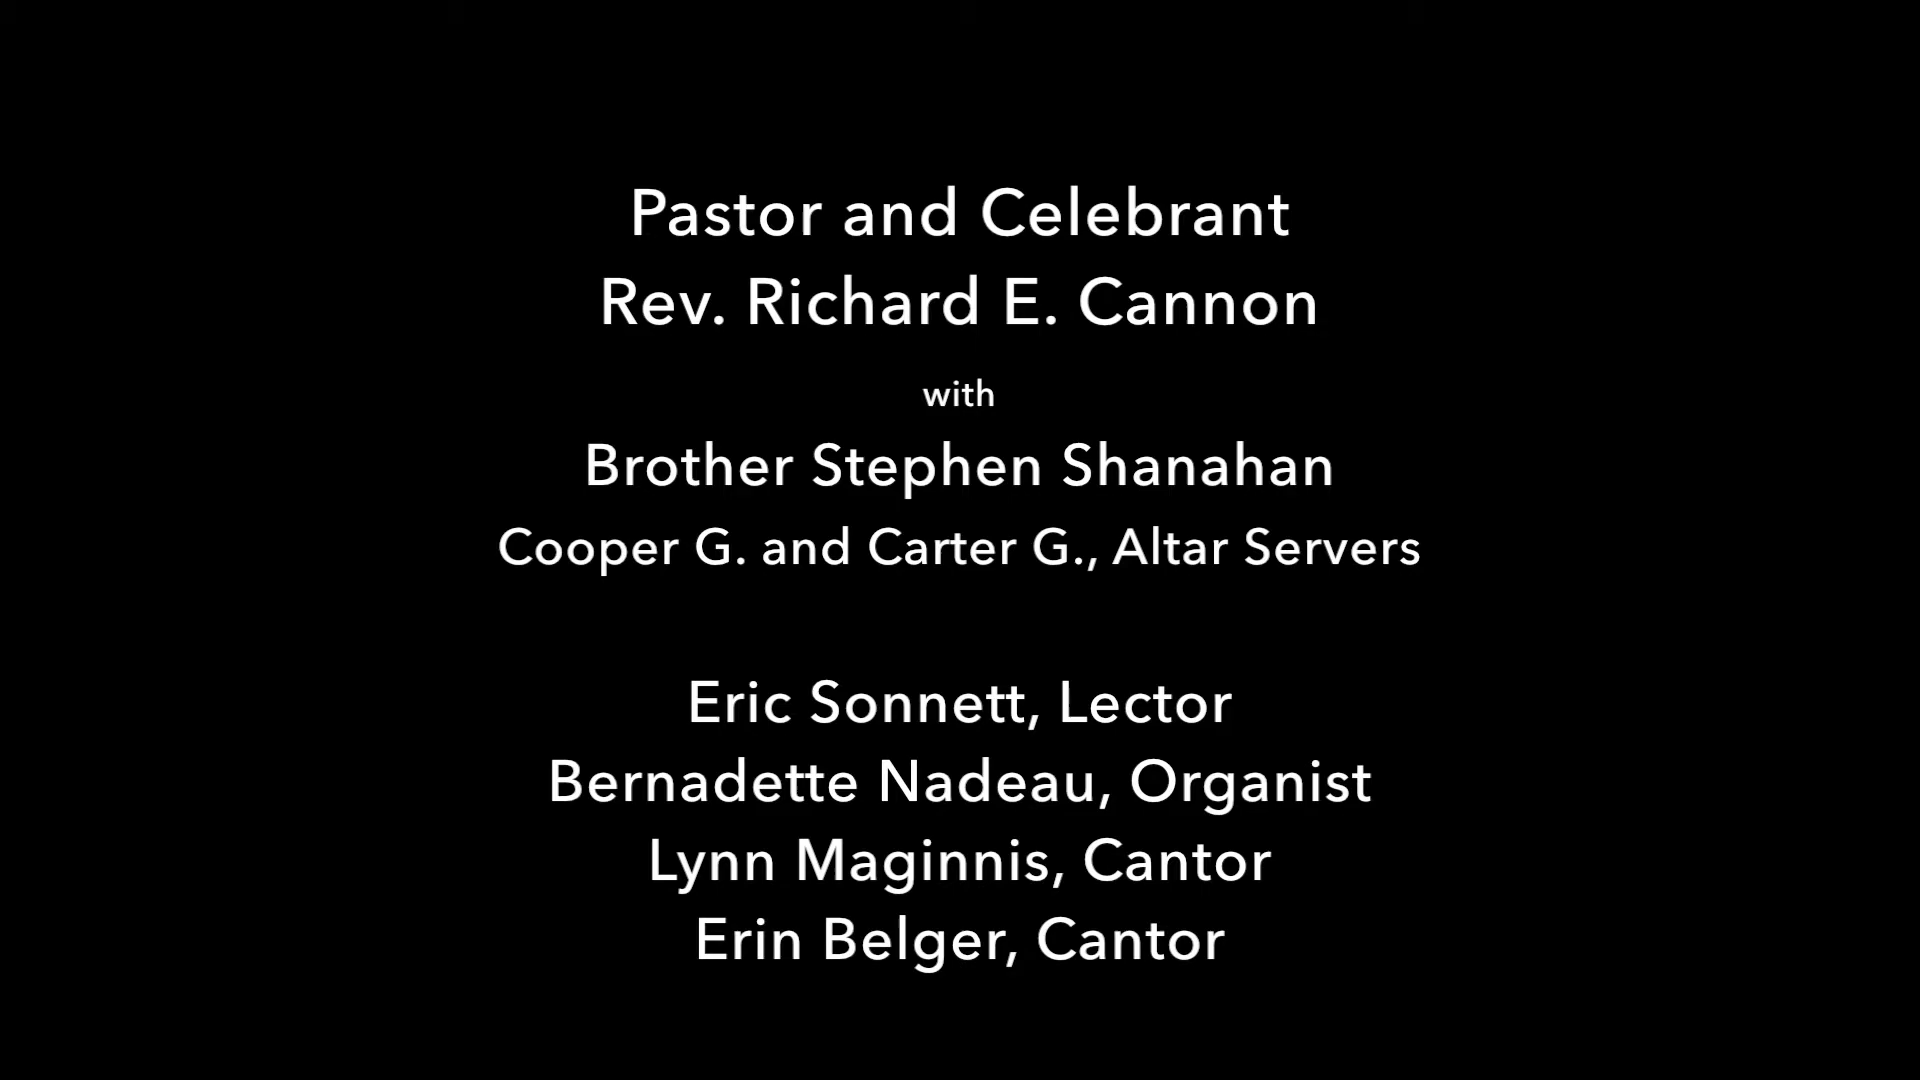 Pastor and Celebrant
Rev. Richard E. Cannon
with
Brother Stephen Shanahan
Cooper G. and Carter G., Altar Servers
Eric Sonnett, Lector
Bernadette Nadeau, Organist
Lynn Maginnis, Cantor
Erin Belger, Cantor